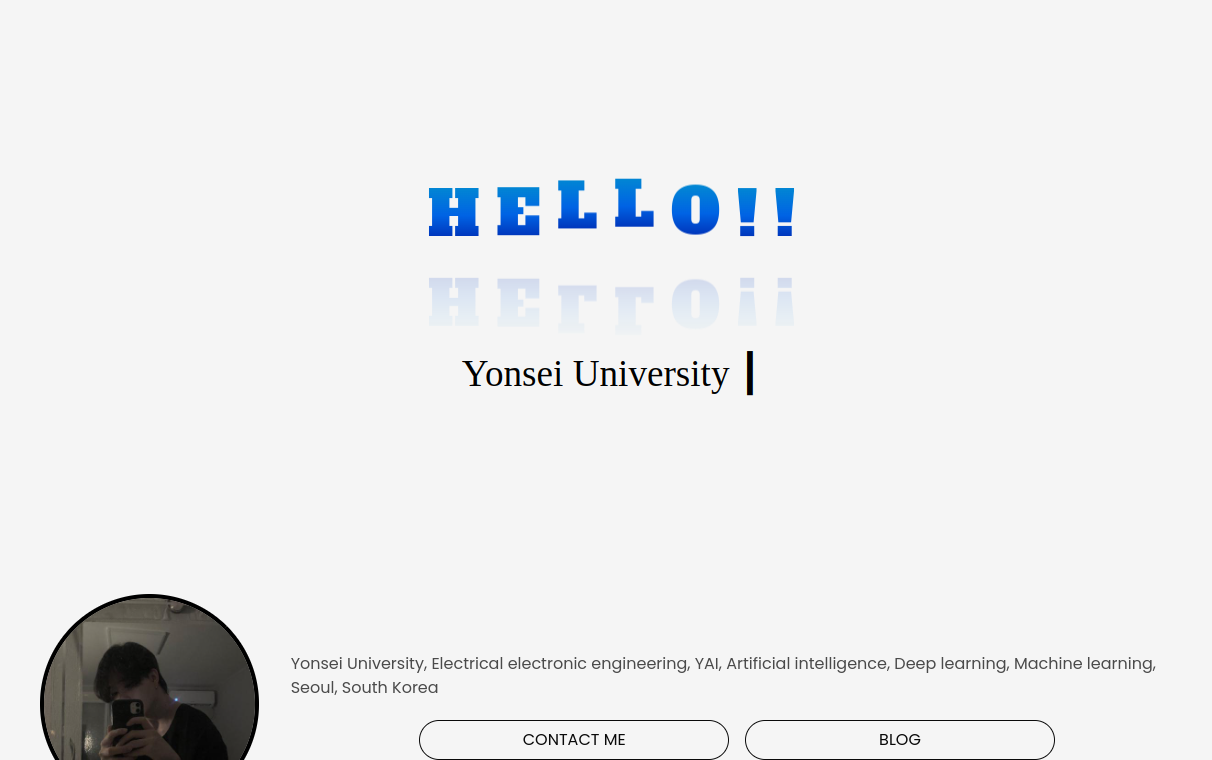 HELLO!!
Yonsei University
Yonsei University, Electrical electronic engineering, YAI, Artificial intelligence, Deep learning, Machine learning,
Seoul, South Korea
CONTACT ME
BLOG